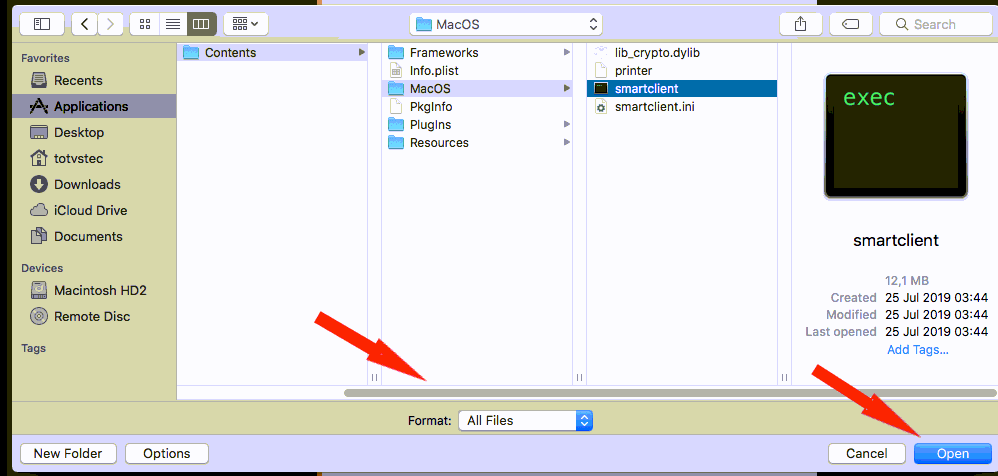 MacOS
Search
Favorites
Recents
Applications
Desktop
totvstec
Downloads
iCloud Drive
Documents
Devices
Macintosh HD2
Remote Disc
Tags
Contents
Frameworks
Info.plist
MacOS
PkgInfo
PlugIns
Resources
lib_crypto.dylib
printer
smartclient
smartclient.ini
exec
smartclient
12,1 MB
Created 25 Jul 2019 03:44
Modified 25 Jul 2019 03:44
Last opened 25 Jul 2019 03:44
Add Tags...
Format: All Files
New Folder Options Cancel Open